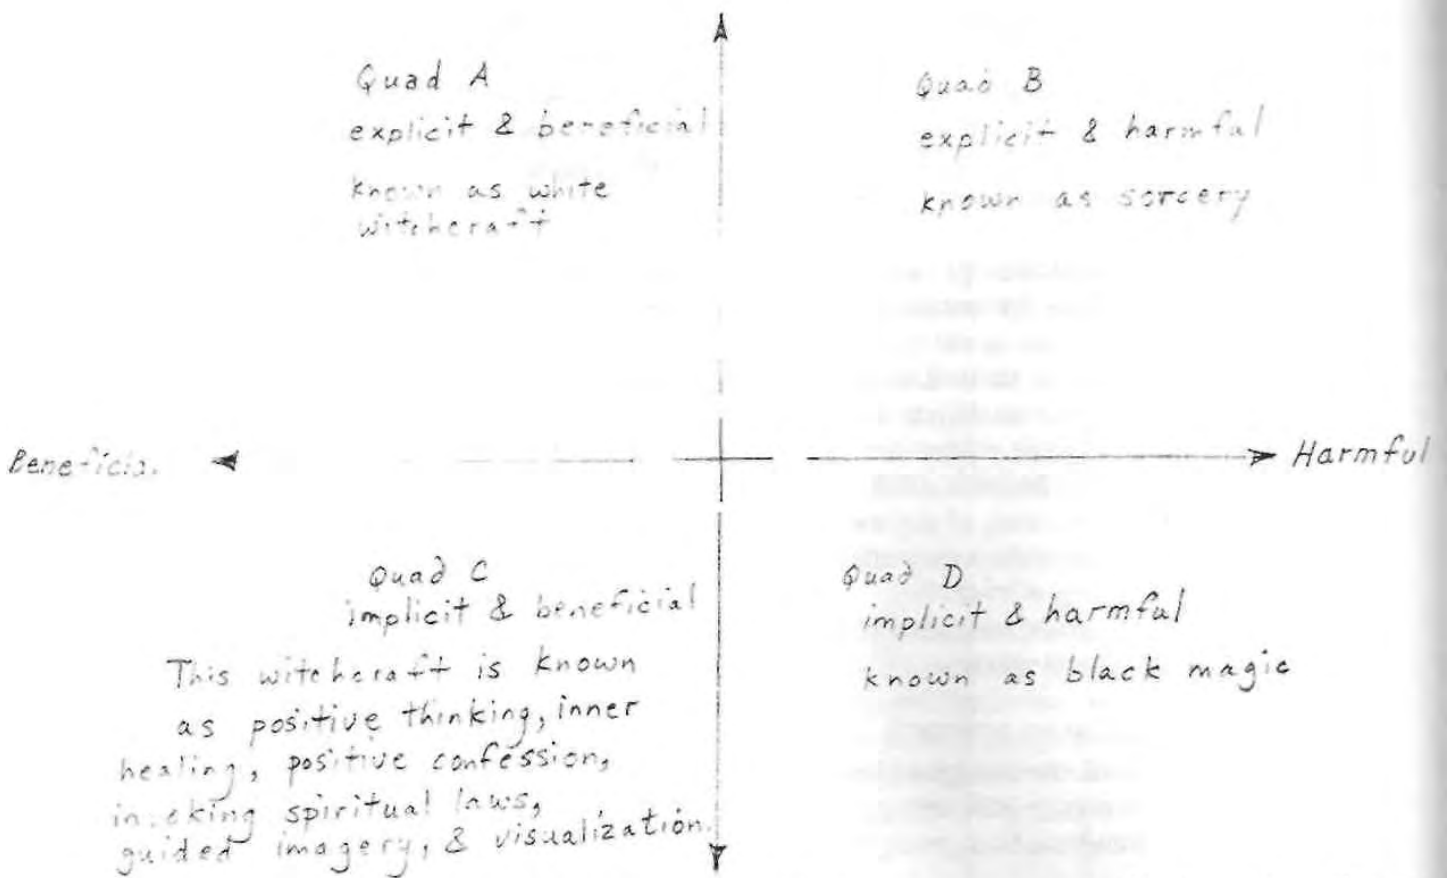 Quad A
explicit & beneficial
known as white
witchcraft
Quad B
explicit & harmful
known as sorcery
Beneficial
Harmful
Quad C
implicit & beneficial
This witchcraft is known
as positive thinking, inner
healing, positive confession,
invoking spiritual laws,
guided imagery, & visualization.
Quad D
implicit & harmful
known as black magic